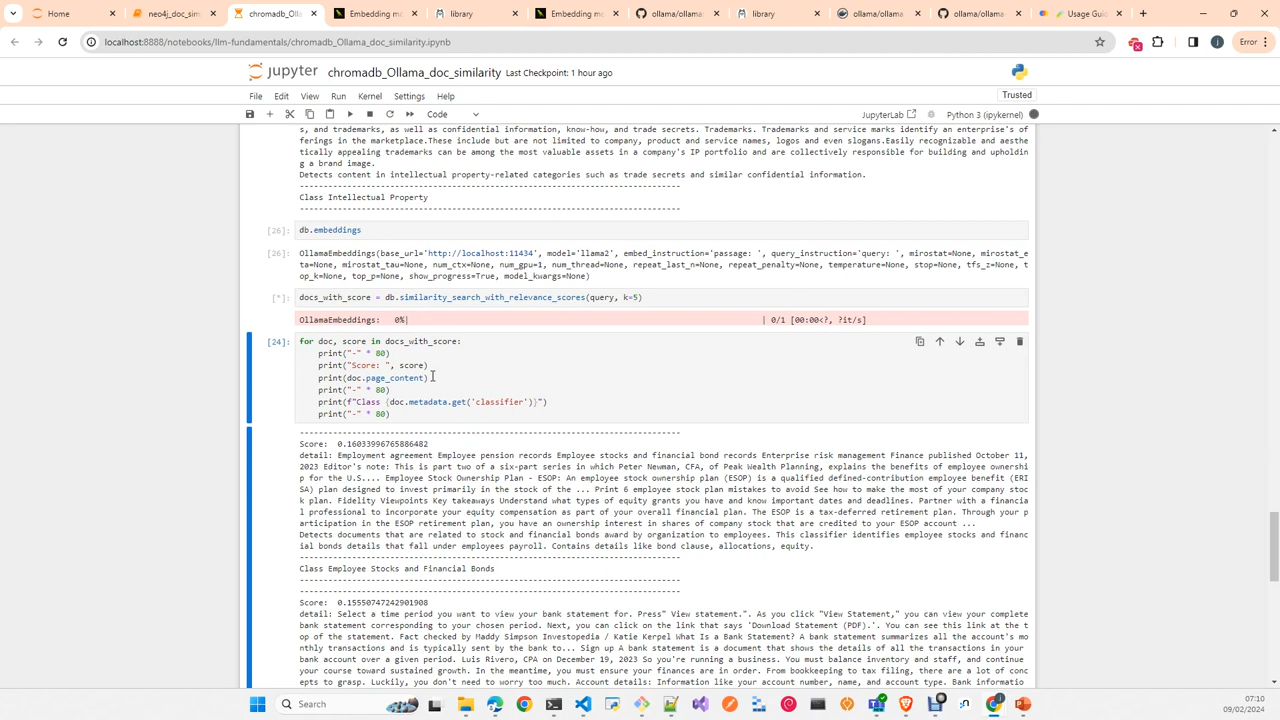 Home
neo4j_doc_sim
chromadb_Oll
Embedding m
library
Embedding m
ollama/ollama
library
ollama/ollama
ollama/ollama
Usage Gui
localhost:8888/notebooks/llm-fundamentals/chromadb_Ollama_doc_similarity.ipynb
Error
jupyter chromadb_Ollama_doc_similarity Last Checkpoint: 1 hour ago
File Edit View Run Kernel Settings Help
Trusted
Code
JupyterLab
Python 3 (ipykernel)
s, and trademarks, as well as confidential information, know-how, and trade secrets. Trademarks. Trademarks and service marks identify an enterprise's of
ferings in the marketplace.These include but are not limited to company, product and service names, logos and even slogans.Easily recognizable and aesthe
tically appealing trademarks can be among the most valuable assets in a company's IP portfolio and are collectively responsible for building and upholdin
g a brand image.
Detects content in intellectual property-related categories such as trade secrets and similar confidential information.
--------------------------------------------------------------------------------
Class Intellectual Property
--------------------------------------------------------------------------------
[26]: db.embeddings
[26]: OllamaEmbeddings(base_url='http://localhost:11434', model='llama2', embed_instruction='passage: ', query_instruction='query: ', mirostat=None, mirostat_e
ta=None, mirostat_tau=None, num_ctx=None, num_gpu=1, num_thread=None, repeat_last_n=None, repeat_penalty=None, temperature=None, stop=None, tfs_z=None, t
op_k=None, top_p=None, show_progress=True, model_kwargs=None)
[*]: docs_with_score = db.similarity_search_with_relevance_scores(query, k=5)
OllamaEmbeddings:   0%| | 0/1 [00:00<?, ?it/s]
[24]: for doc, score in docs_with_score:
print("-" * 80)
print("Score: ", score)
print(doc.page_content)
print("-" * 80)
print(f"Class {doc.metadata.get('classifier')}")
print("-" * 80)
--------------------------------------------------------------------------------
Score:  0.16033996765886482
detail: Employment agreement Employee pension records Employee stocks and financial bond records Enterprise risk management Finance published October 11,
2023 Editor's note: This is part two of a six-part series in which Peter Newman, CFA, of Peak Wealth Planning, explains the benefits of employee ownershi
p for the U.S.... Employee Stock Ownership Plan - ESOP: An employee stock ownership plan (ESOP) is a qualified defined-contribution employee benefit (ERI
SA) plan designed to invest primarily in the stock of the ... Print 6 employee stock plan mistakes to avoid See how to make the most of your company stoc
k plan. Fidelity Viewpoints Key takeaways Understand what types of equity grants you have and know important dates and deadlines. Partner with a financia
l professional to incorporate your equity compensation as part of your overall financial plan. The ESOP is a tax-deferred retirement plan. Through your p
articipation in the ESOP retirement plan, you have an ownership interest in shares of company stock that are credited to your ESOP account ...
Detects documents that are related to stock and financial bonds award by organization to employees. This classifier identifies employee stocks and financ
ial bonds details that fall under employees payroll. Contains details like bond clause, allocations, equity.
--------------------------------------------------------------------------------
Class Employee Stocks and Financial Bonds
--------------------------------------------------------------------------------
--------------------------------------------------------------------------------
Score:  0.15550747242901908
detail: Select a time period you want to view your bank statement for. Press" View statement.". As you click "View Statement," you can view your complete
bank statement corresponding to your chosen period. Next, you can click on the link that says 'Download Statement (PDF).'. You can see this link at the t
op of the statement. Fact checked by Maddy Simpson Investopedia / Katie Kerpel What Is a Bank Statement? A bank statement summarizes all the account's mo
nthly transactions and is typically sent by the bank to... Sign up A bank statement is a document that shows the details of all the transactions in your
bank account over a given period. Luis Rivero, CPA on December 19, 2023 So you're running a business. You must balance inventory and staff, and continue
your course toward sustained growth. In the meantime, you must ensure your finances are in order. From bookkeeping to tax filing, there are a lot of conc
epts to grasp. Luckily, you don't need to worry too much. Account details: Information like your account number, name, and account type. Bank informatio
Search
07:10
09/02/2024